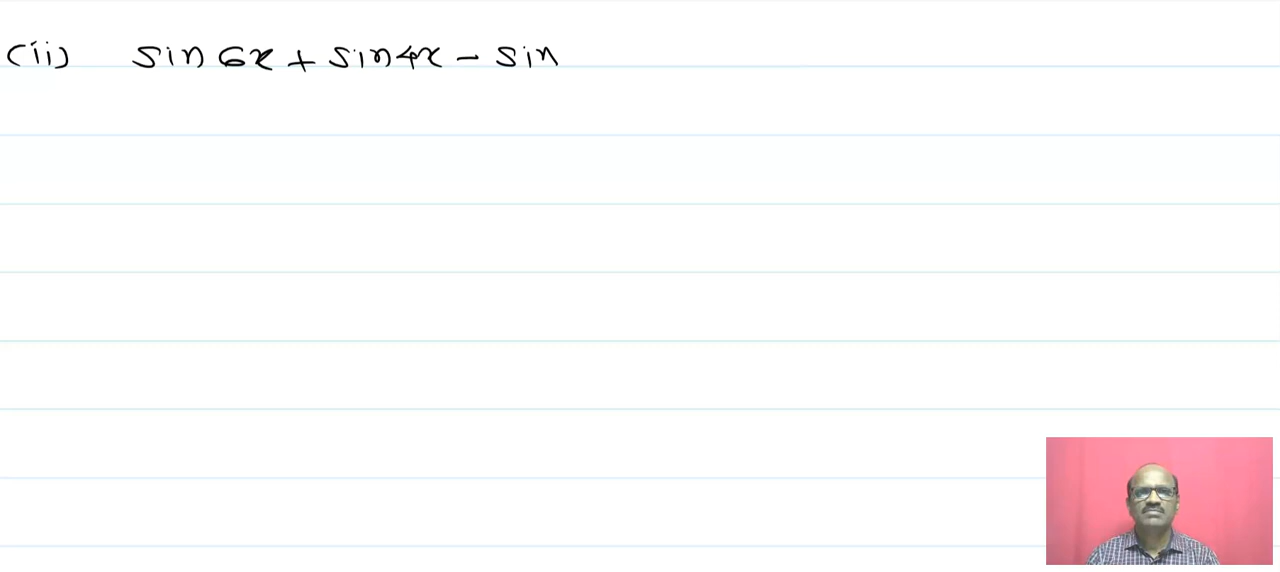 (ii) sin 6x + sin 4x - sin